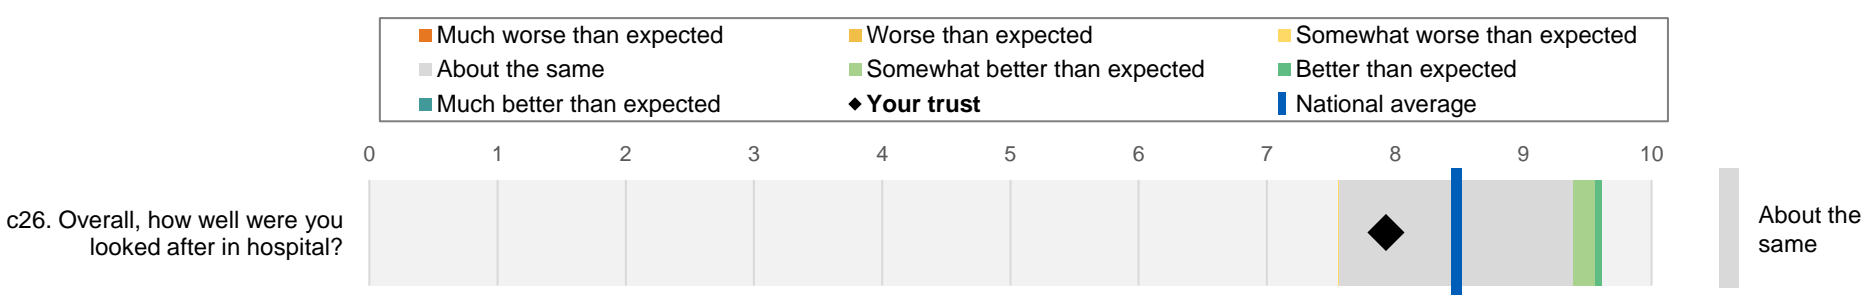 Much worse than expected
Worse than expected
Somewhat worse than expected
About the same
Somewhat better than expected
Better than expected
Much better than expected
Your trust
National average
0 1 2 3 4 5 6 7 8 9 10
c26. Overall, how well were you
looked after in hospital?
About the
same